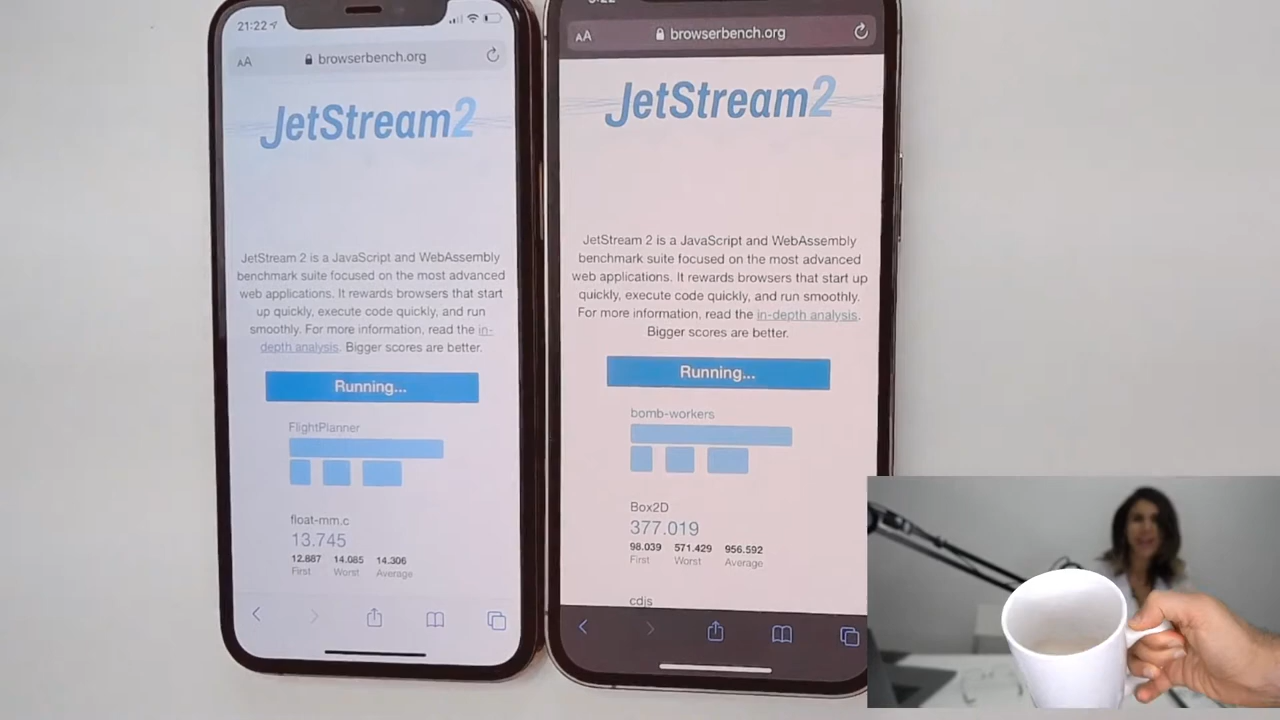 21:22
AA browserbench.org
JetStream2
JetStream 2 is a JavaScript and WebAssembly
benchmark suite focused on the most advanced
web applications. It rewards browsers that start
up quickly, execute code quickly, and run
smoothly. For more information, read the in-
depth analysis. Bigger scores are better.
Running...
FlightPlanner
float-mm.c
13.745
12.887 14.085 14.306
First Worst Average
AA browserbench.org
JetStream2
JetStream 2 is a JavaScript and WebAssembly
benchmark suite focused on the most advanced
web applications. It rewards browsers that start up
quickly, execute code quickly, and run smoothly.
For more information, read the in-depth analysis.
Bigger scores are better.
Running...
bomb-workers
Box2D
377.019
98.039 571.429 956.592
First Worst Average
cdjs